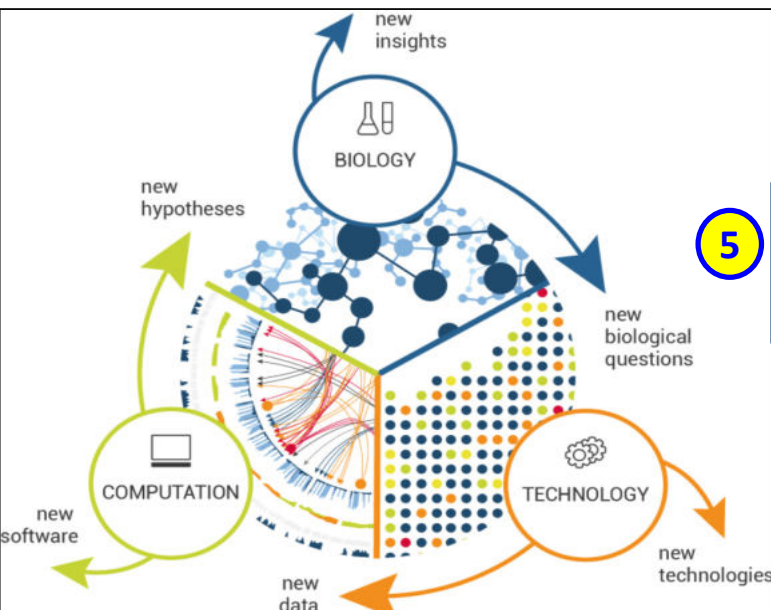 new
insights
BIOLOGY
new
hypotheses
5
new
biological
questions
COMPUTATION
TECHNOLOGY
new
software
new
technologies
new
data